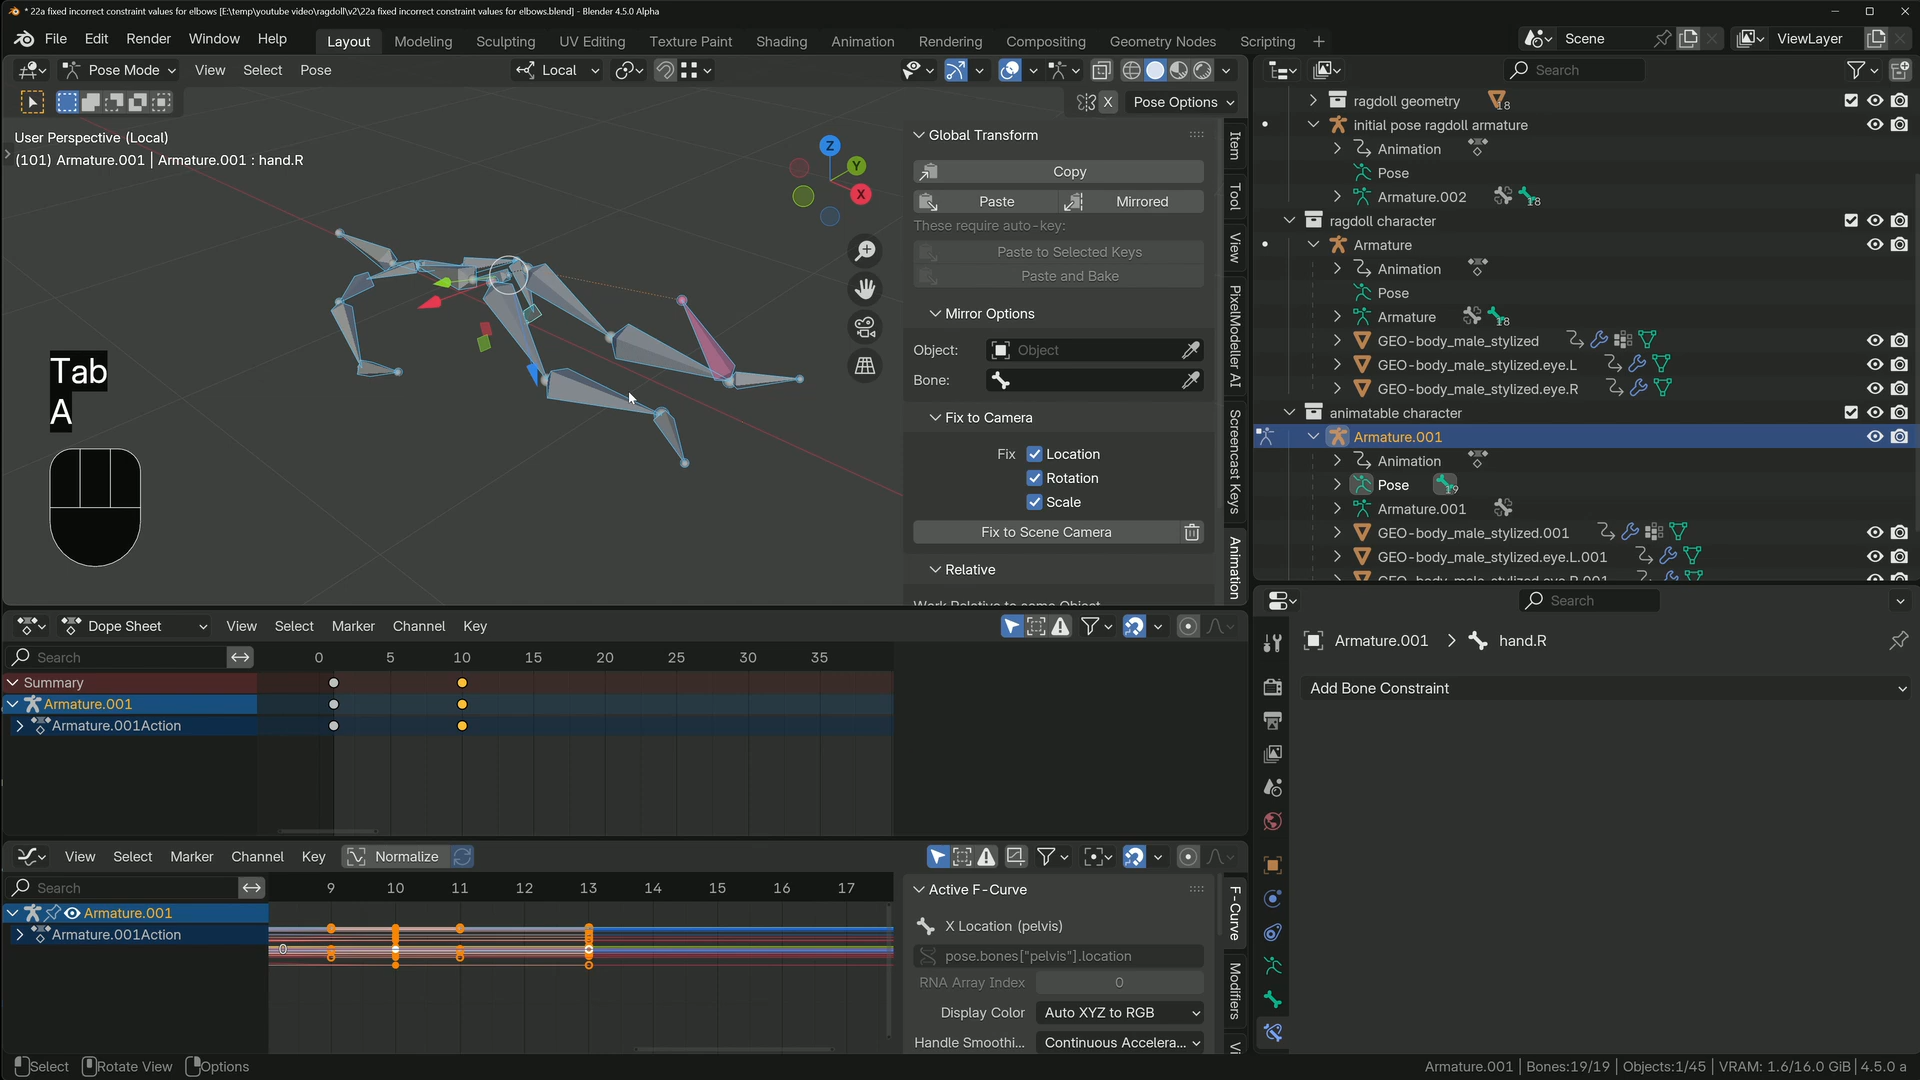 * 22a fixed incorrect constraint values for elbows [E:\temp\youtube video\ragdoll\v2\22a fixed incorrect constraint values for elbows.blend] - Blender 4.5.0 Alpha
File Edit Render Window Help Layout Modeling Sculpting UV Editing Texture Paint Shading Animation Rendering Compositing Geometry Nodes Scripting + Scene ViewLayer
Pose Mode View Select Pose Local Search
X Pose Options
User Perspective (Local)
(101) Armature.001 | Armature.001 : hand.R
Z
Y
X
Tab
A
Global Transform
Copy
Paste Mirrored
These require auto-key:
Paste to Selected Keys
Paste and Bake
Mirror Options
Object: Object
Bone:
Fix to Camera
Fix Location
Rotation
Scale
Fix to Scene Camera
Relative
Item
Tool
View
PixelModeller AI
Screencast Keys
Animation
ragdoll geometry 18
initial pose ragdoll armature
Animation
Pose
Armature.002 18
ragdoll character
Armature
Animation
Pose
Armature 18
GEO-body_male_stylized
GEO-body_male_stylized.eye.L
GEO-body_male_stylized.eye.R
animatable character
Armature.001
Animation
Pose 19
Armature.001
GEO-body_male_stylized.001
GEO-body_male_stylized.eye.L.001
Search
Armature.001 > hand.R
Add Bone Constraint
Dope Sheet View Select Marker Channel Key
Search 0 5 10 15 20 25 30 35
Summary
Armature.001
Armature.001Action
View Select Marker Channel Key Normalize
Search 9 10 11 12 13 14 15 16 17
Armature.001
Armature.001Action
0
Active F-Curve
X Location (pelvis)
pose.bones["pelvis"].location
RNA Array Index 0
Display Color Auto XYZ to RGB
Handle Smoothi... Continuous Accelera...
F-Curve
Modifiers
Select Rotate View Options Armature.001 | Bones:19/19 | Objects:1/45 | VRAM: 1.6/16.0 GiB | 4.5.0 a